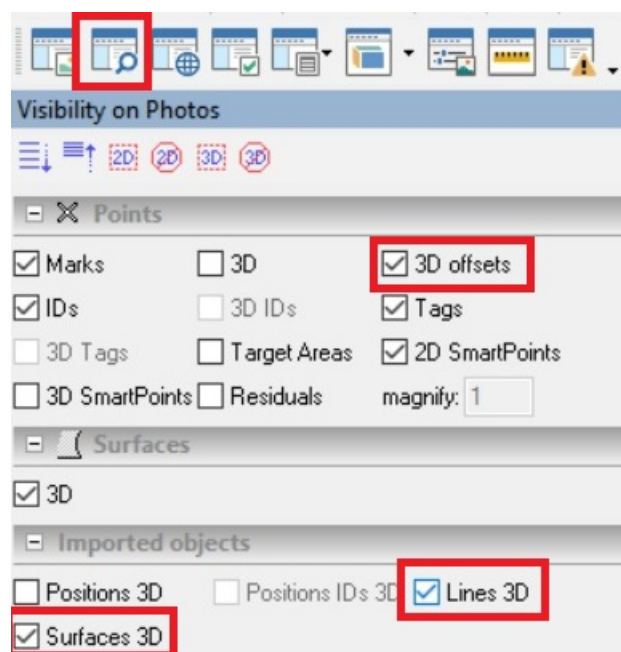 Visibility on Photos
2D 2D 3D 3D
Points
Marks 3D 3D offsets
IDs 3D IDs Tags
3D Tags Target Areas 2D SmartPoints
3D SmartPoints Residuals magnify: 1
Surfaces
3D
Imported objects
Positions 3D Positions IDs 3D Lines 3D
Surfaces 3D